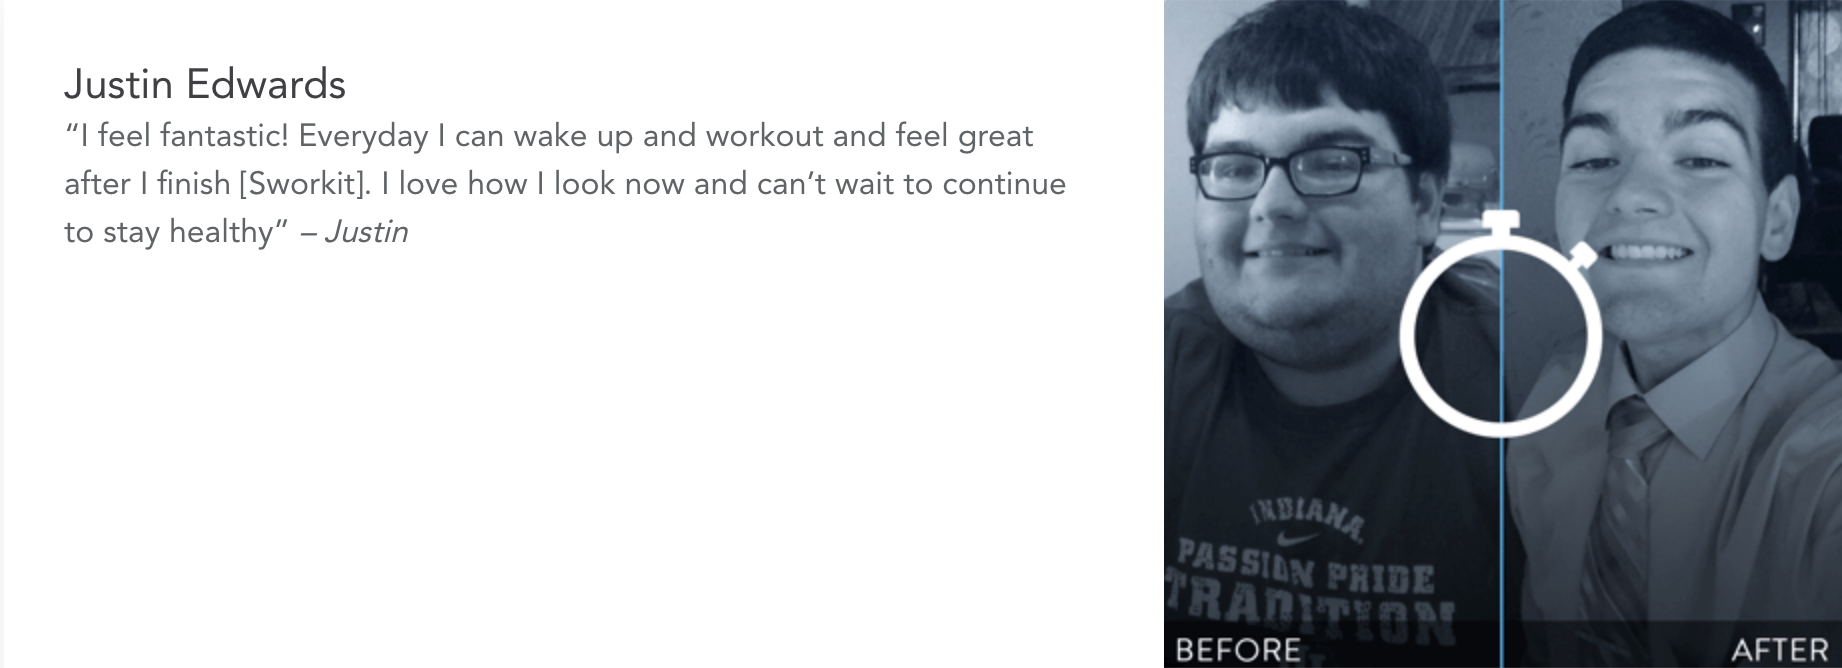 Justin Edwards
“I feel fantastic! Everyday I can wake up and workout and feel great
after I finish [Sworkit]. I love how I look now and can’t wait to continue
to stay healthy” – Justin
INDIANA
PASSION PRIDE
TRADITION
BEFORE
AFTER